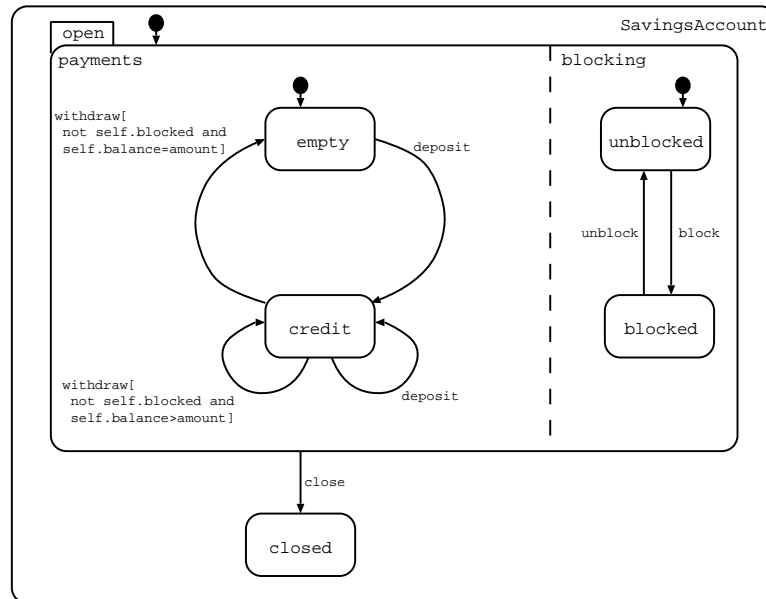 SavingsAccount
open
payments
blocking
withdraw[
not self.blocked and
self.balance=amount]
empty
deposit
unblocked
unblock
block
credit
blocked
withdraw[
not self.blocked and
self.balance>amount]
deposit
close
closed